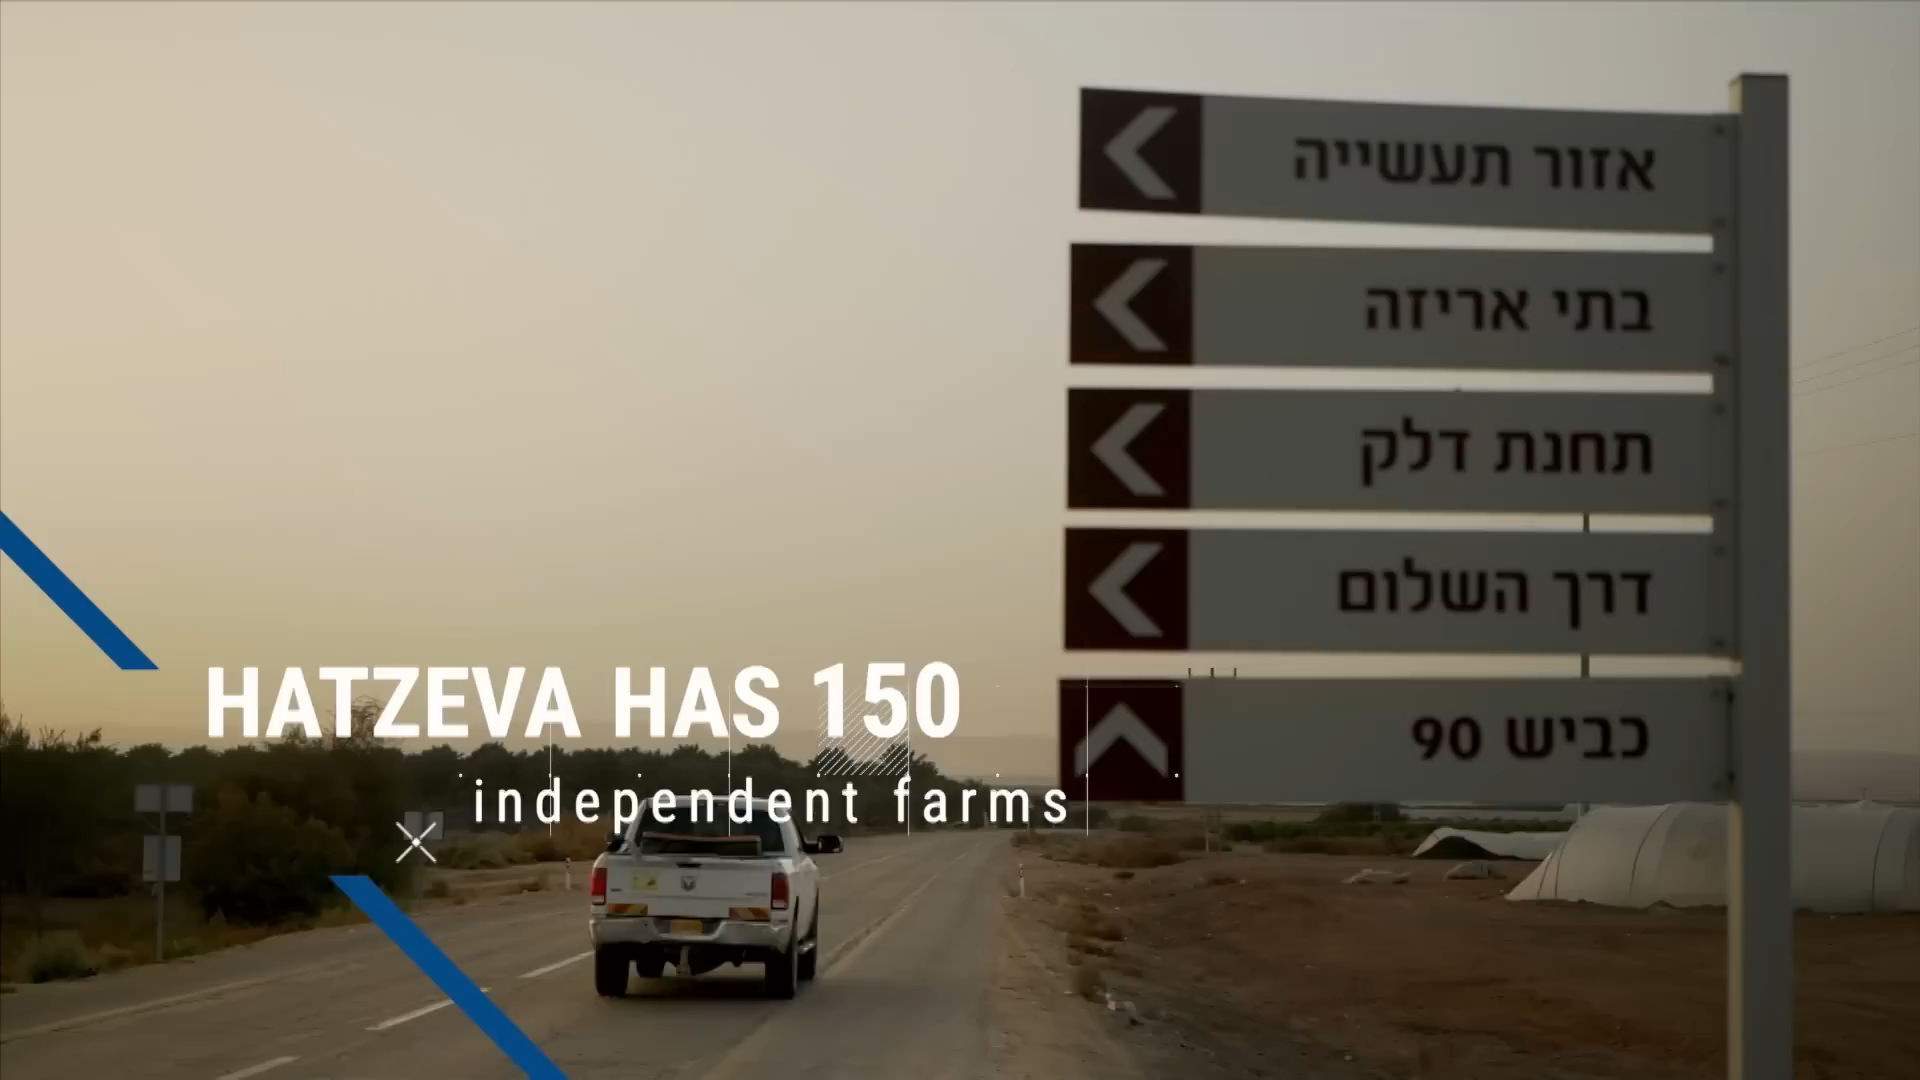 אזור תעשייה
בתי אריזה
תחנת דלק
דרך השלום
כביש 90
HATZEVA HAS 150
independent farms